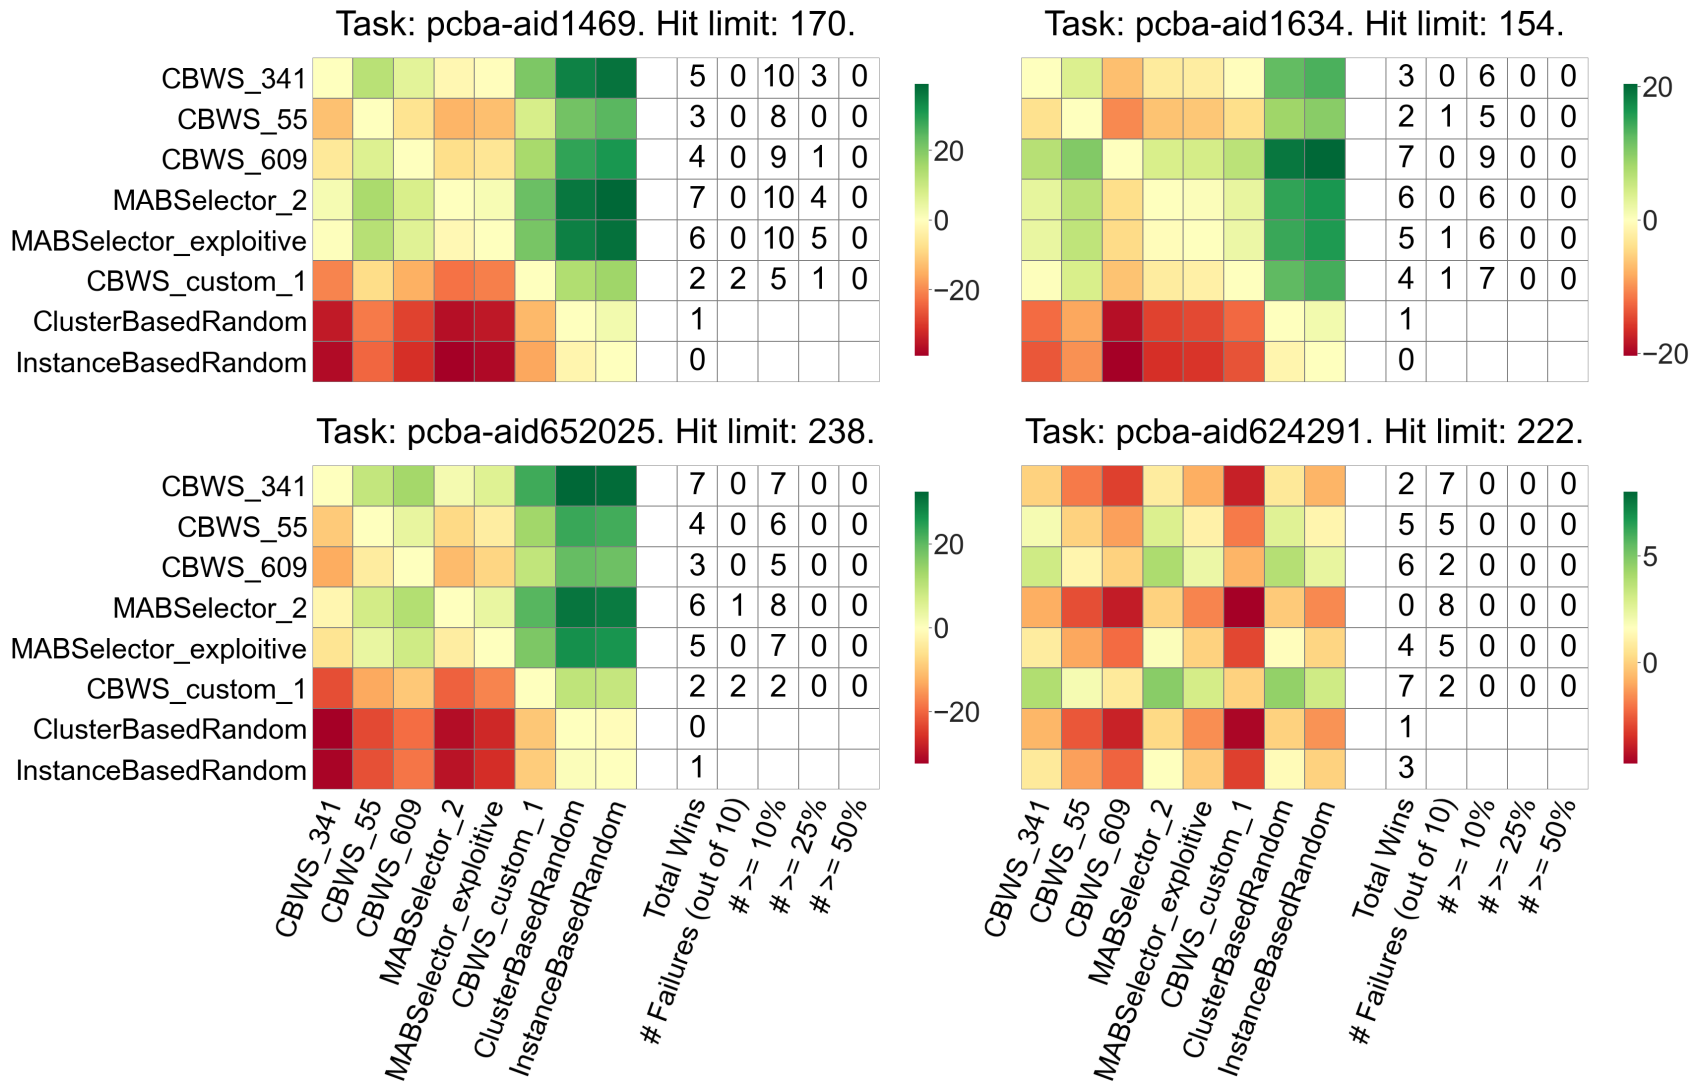 Task: pcba-aid1469. Hit limit: 170.
CBWS_341 5 0 10 3 0
CBWS_55 3 0 8 0 0
CBWS_609 4 0 9 1 0
MABSelector_2 7 0 10 4 0
MABSelector_exploitive 6 0 10 5 0
CBWS_custom_1 2 2 5 1 0
ClusterBasedRandom 1
InstanceBasedRandom 0
20
0
−20
Task: pcba-aid1634. Hit limit: 154.
3 0 6 0 0
2 1 5 0 0
7 0 9 0 0
6 0 6 0 0
5 1 6 0 0
4 1 7 0 0
1
0
20
0
−20
Task: pcba-aid652025. Hit limit: 238.
CBWS_341 7 0 7 0 0
CBWS_55 4 0 6 0 0
CBWS_609 3 0 5 0 0
MABSelector_2 6 1 8 0 0
MABSelector_exploitive 5 0 7 0 0
CBWS_custom_1 2 2 2 0 0
ClusterBasedRandom 0
InstanceBasedRandom 1
20
0
−20
CBWS_341
CBWS_55
CBWS_609
MABSelector_2
MABSelector_exploitive
CBWS_custom_1
ClusterBasedRandom
InstanceBasedRandom
Total Wins
# Failures (out of 10)
# >= 10%
# >= 25%
# >= 50%
Task: pcba-aid624291. Hit limit: 222.
2 7 0 0 0
5 5 0 0 0
6 2 0 0 0
0 8 0 0 0
4 5 0 0 0
7 2 0 0 0
1
3
5
0
CBWS_341
CBWS_55
CBWS_609
MABSelector_2
MABSelector_exploitive
CBWS_custom_1
ClusterBasedRandom
InstanceBasedRandom
Total Wins
# Failures (out of 10)
# >= 10%
# >= 25%
# >= 50%